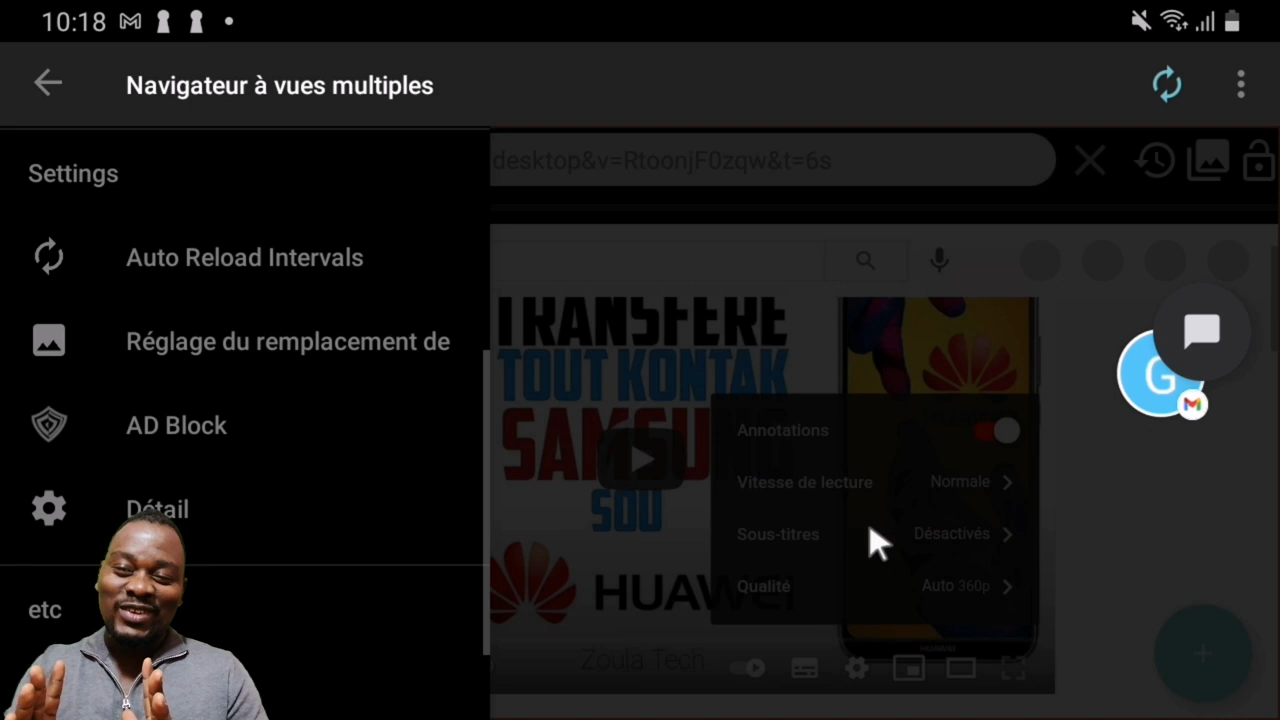 10:18
Navigateur à vues multiples
desktop&v=RtoonjF0zqw&t=6s
Settings
Auto Reload Intervals
Réglage du remplacement de
AD Block
Détail
etc
TRANSFERE
TOUT KONTAK
SAMSUNG
SOU
HUAWEI
Zoula Tech
HUAWEI
Annotations
Vitesse de lecture Normale
Sous-titres Désactivés
Qualité Auto 360p
G